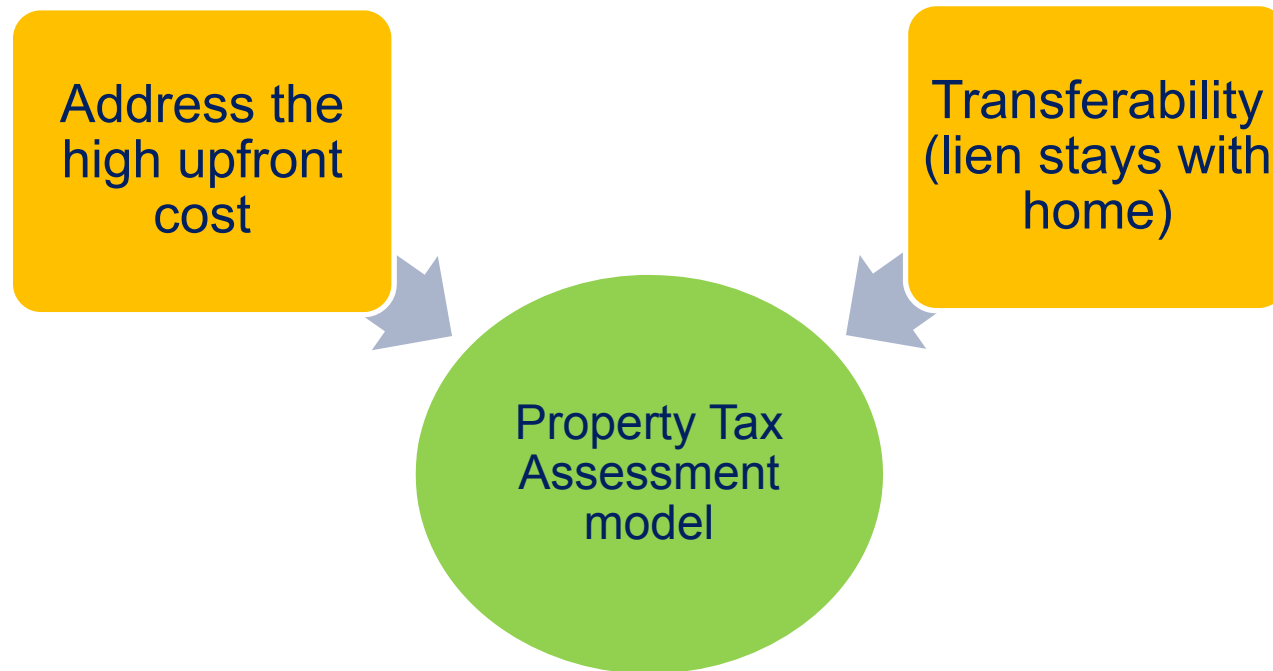 Address the
high upfront
cost
Transferability
(lien stays with
home)
Property Tax
Assessment
model